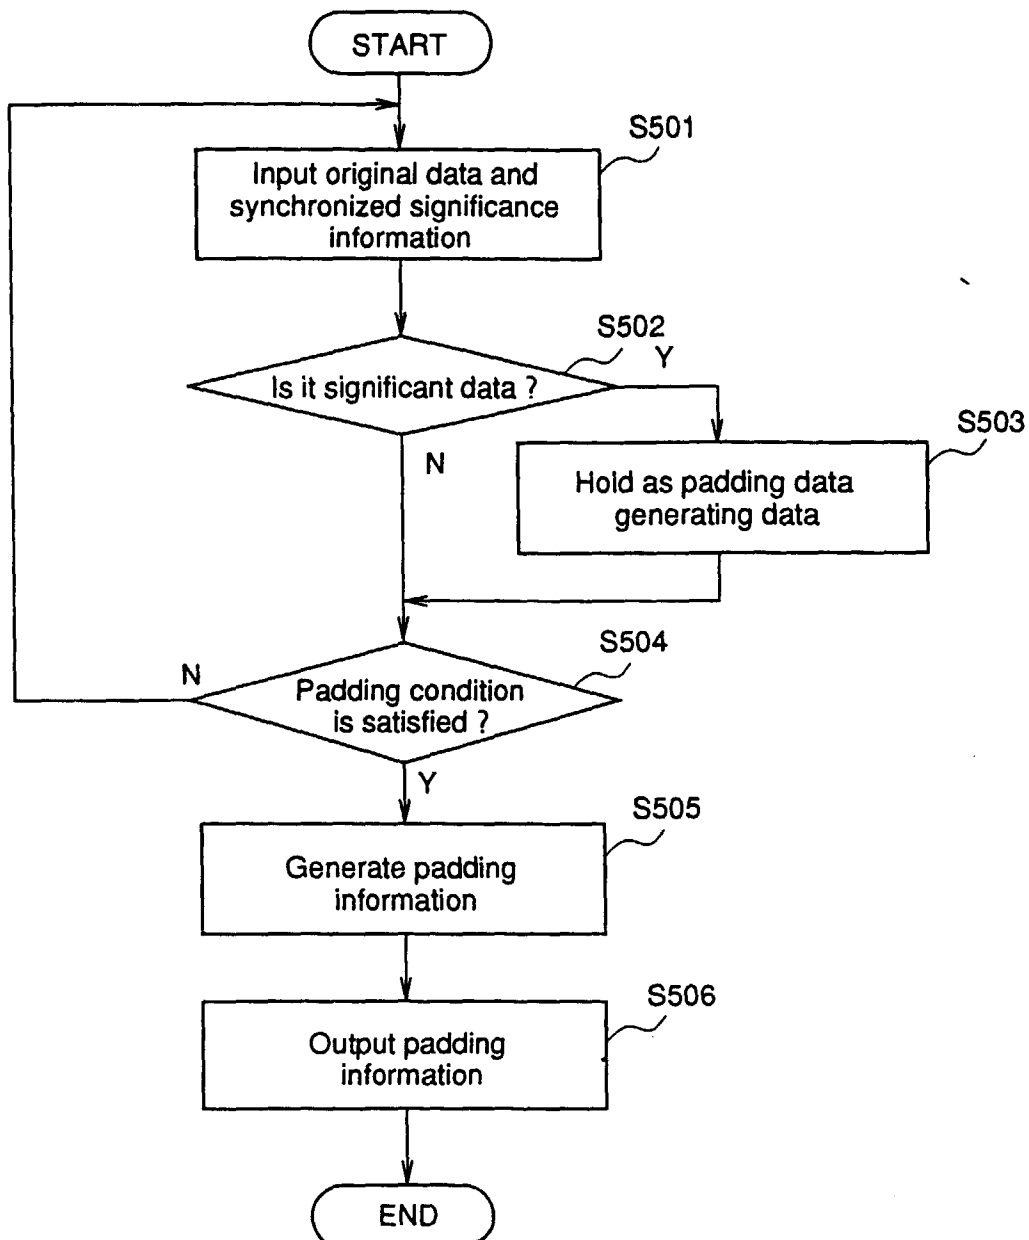 START
S501
Input original data and
synchronized significance
information
S502
Y
Is it significant data ?
S503
N
Hold as padding data
generating data
S504
N
Padding condition
is satisfied ?
Y
S505
Generate padding
information
S506
Output padding
information
END